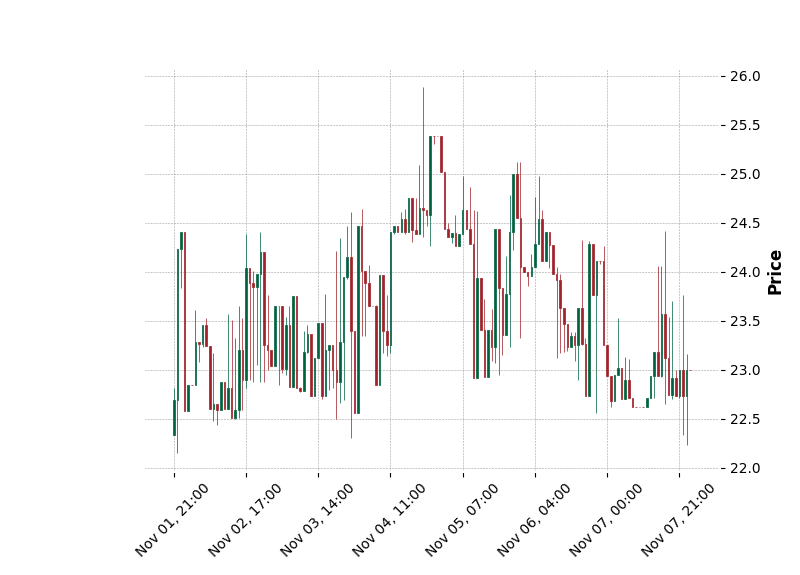 26.0
25.5
25.0
24.5
24.0
23.5
23.0
22.5
22.0
Price
Nov 01, 21:00
Nov 02, 17:00
Nov 03, 14:00
Nov 04, 11:00
Nov 05, 07:00
Nov 06, 04:00
Nov 07, 00:00
Nov 07, 21:00